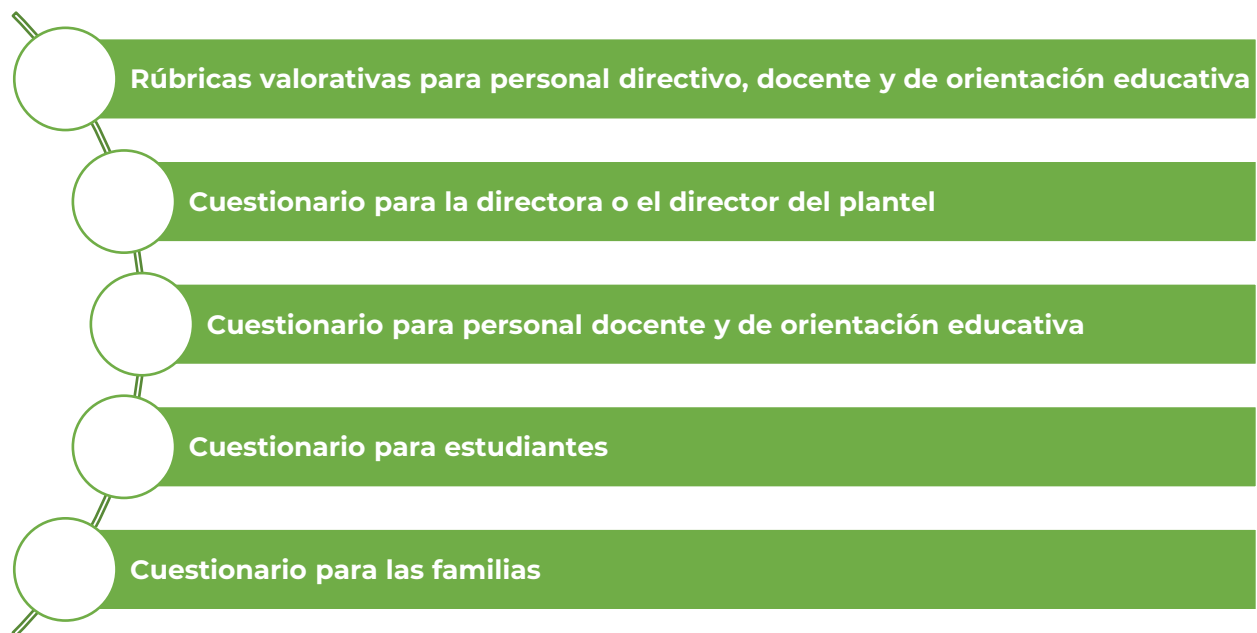 Rúbricas valorativas para personal directivo, docente y de orientación educativa
Cuestionario para la directora o el director del plantel
Cuestionario para personal docente y de orientación educativa
Cuestionario para estudiantes
Cuestionario para las familias